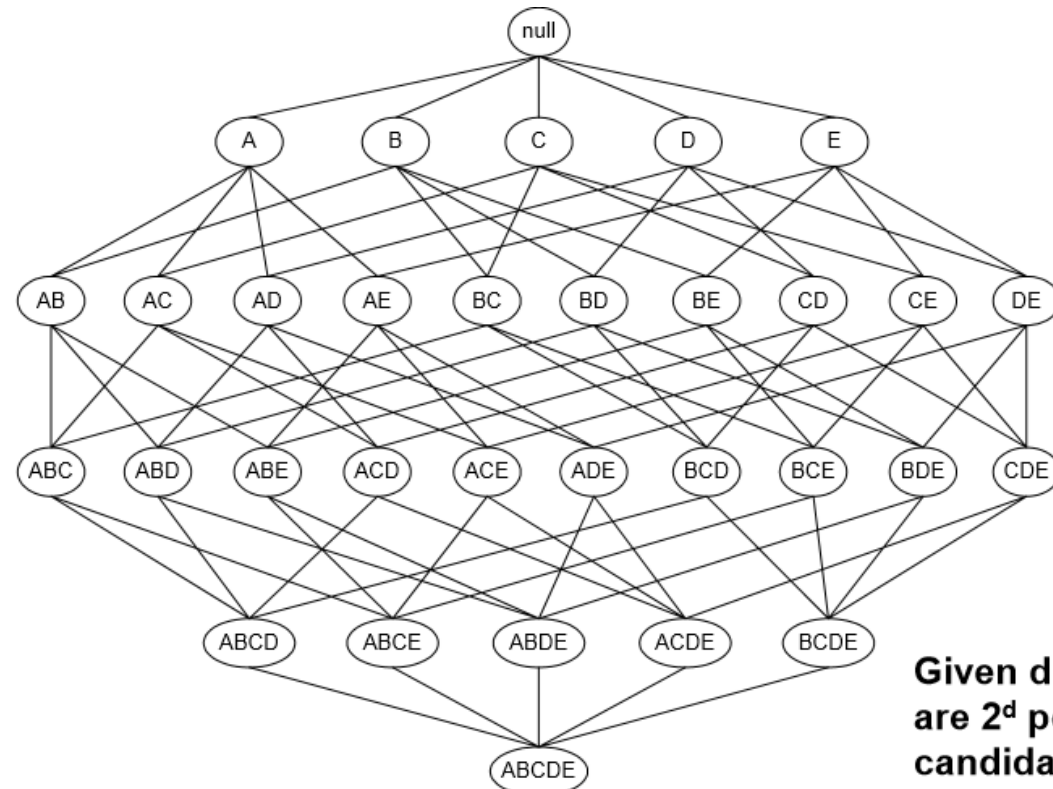 null
A B C D E
AB AC AD AE BC BD BE CD CE DE
ABC ABD ABE ACD ACE ADE BCD BCE BDE CDE
ABCD ABCE ABDE ACDE BCDE
ABCDE
Given d
are 2ᵈ p
candida